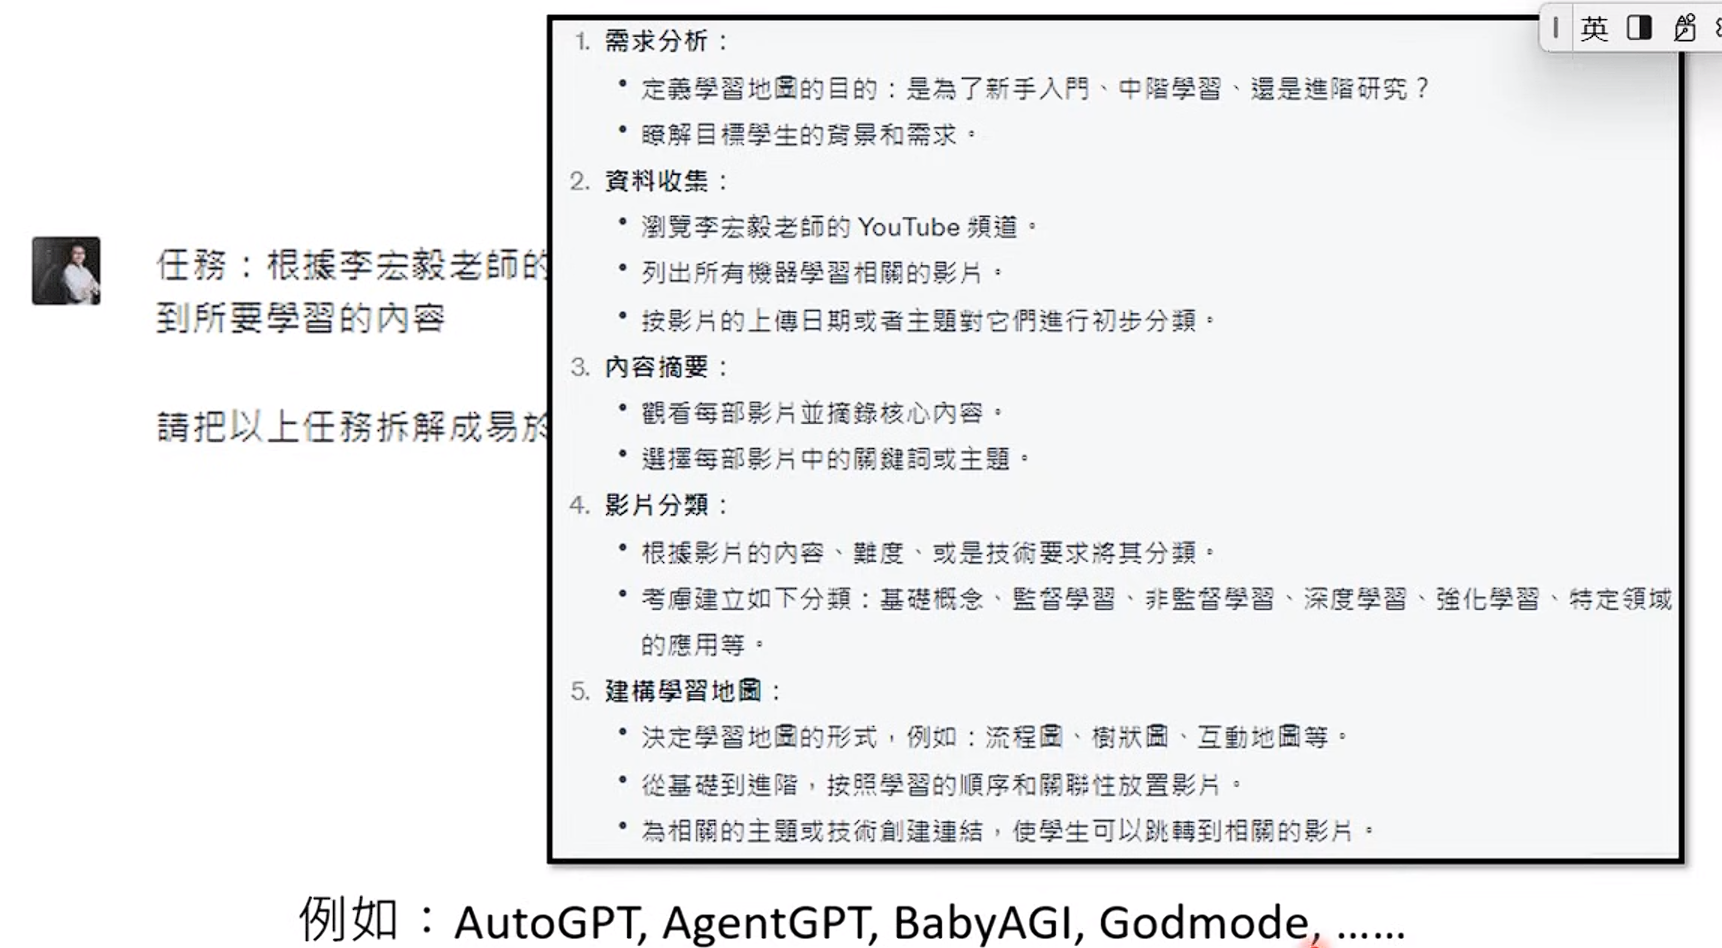 英
1. 需求分析：
• 定義學習地圖的目的：是為了新手入門、中階學習、還是進階研究？
• 瞭解目標學生的背景和需求。
2. 資料收集：
• 瀏覽李宏毅老師的 YouTube 頻道。
• 列出所有機器學習相關的影片。
• 按影片的上傳日期或者主題對它們進行初步分類。
3. 內容摘要：
• 觀看每部影片並摘錄核心內容。
• 選擇每部影片中的關鍵詞或主題。
4. 影片分類：
• 根據影片的內容、難度、或是技術要求將其分類。
• 考慮建立如下分類：基礎概念、監督學習、非監督學習、深度學習、強化學習、特定領域
的應用等。
5. 建構學習地圖：
• 決定學習地圖的形式，例如：流程圖、樹狀圖、互動地圖等。
• 從基礎到進階，按照學習的順序和關聯性放置影片。
• 為相關的主題或技術創建連結，使學生可以跳轉到相關的影片。
任務：根據李宏毅老師的
到所要學習的內容
請把以上任務拆解成易於
例如：AutoGPT, AgentGPT, BabyAGI, Godmode, ……